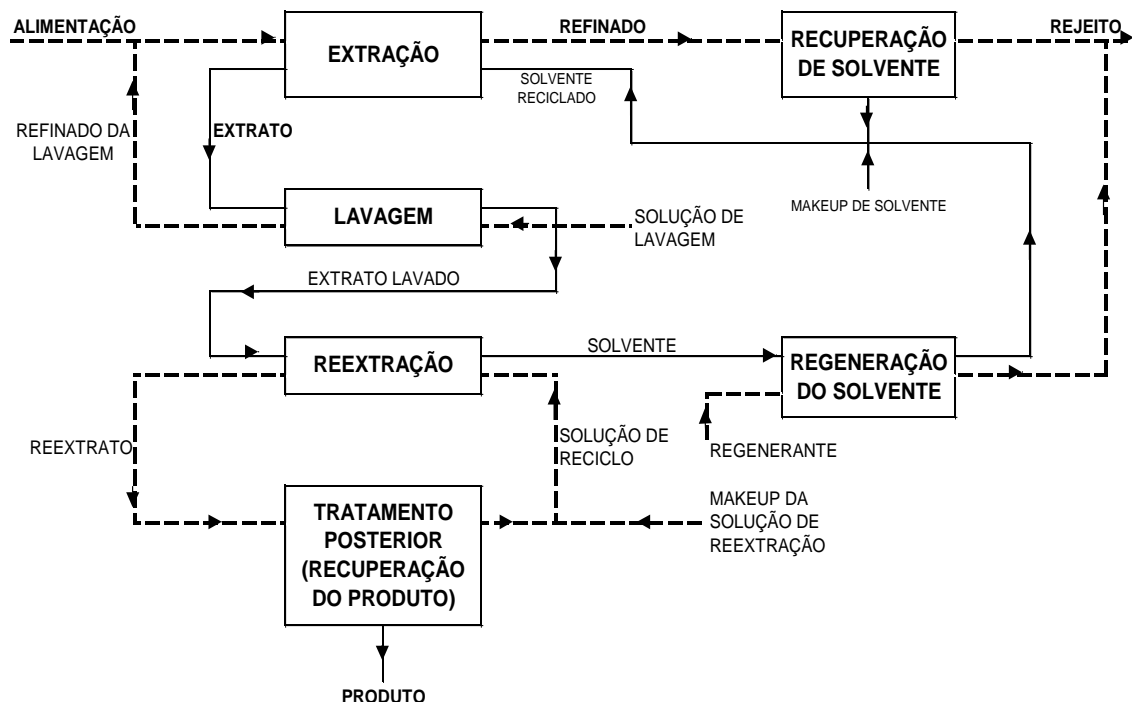 ALIMENTAÇÃO
EXTRAÇÃO
REFINADO
RECUPERAÇÃO
DE SOLVENTE
REJEITO
SOLVENTE
RECICLADO
REFINADO DA
LAVAGEM
EXTRATO
MAKEUP DE SOLVENTE
LAVAGEM
SOLUÇÃO DE
LAVAGEM
EXTRATO LAVADO
REEXTRAÇÃO
SOLVENTE
REGENERAÇÃO
DO SOLVENTE
REEXTRATO
SOLUÇÃO DE
RECICLO
REGENERANTE
TRATAMENTO
POSTERIOR
(RECUPERAÇÃO
DO PRODUTO)
MAKEUP DA
SOLUÇÃO DE
REEXTRAÇÃO
PRODUTO